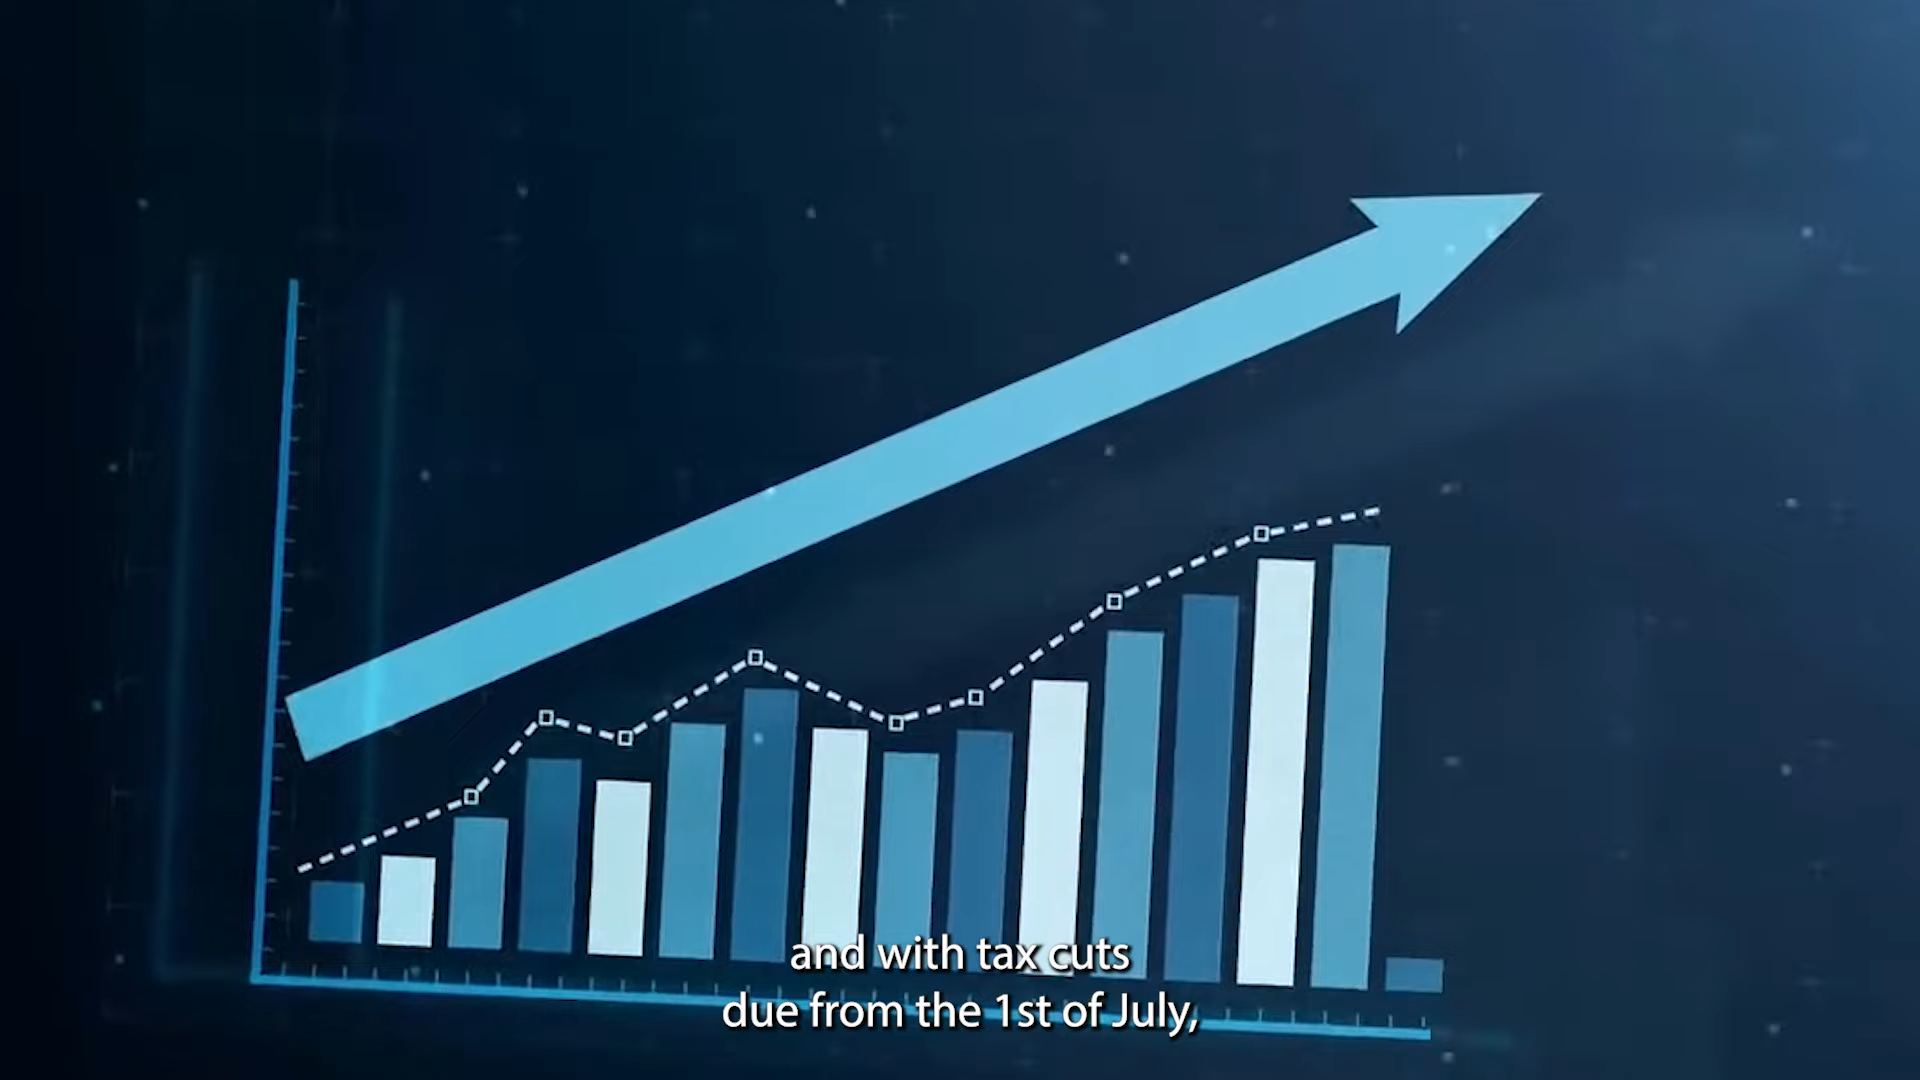 and with tax cuts
due from the 1st of July,